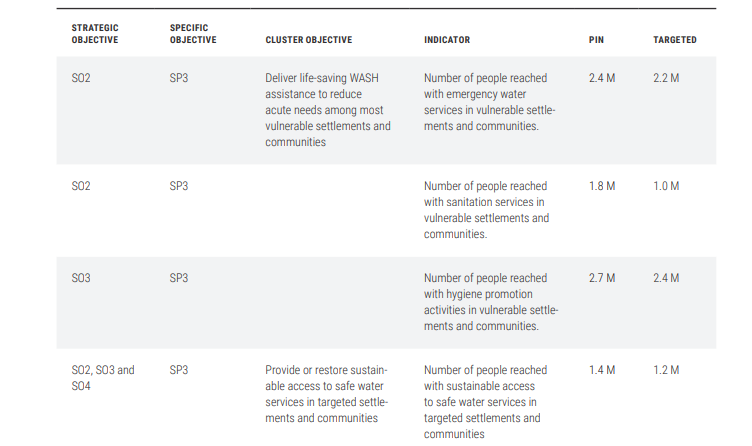 STRATEGIC OBJECTIVE SPECIFIC OBJECTIVE CLUSTER OBJECTIVE INDICATOR PIN TARGETED
SO2 SP3 Deliver life-saving WASH Number of people reached 2.4 M 2.2 M
assistance to reduce with emergency water
acute needs among most services in vulnerable settle-
vulnerable settlements and ments and communities.
communities
SO2 SP3 Number of people reached 1.8 M 1.0 M
with sanitation services in
vulnerable settlements and
communities.
SO3 SP3 Number of people reached 2.7 M 2.4 M
with hygiene promotion
activities in vulnerable settle-
ments and communities.
SO2, SO3 and SP3 Provide or restore sustain- Number of people reached 1.4 M 1.2 M
SO4 able access to safe water with sustainable access
services in targeted settle- to safe water services in
ments and communities targeted settlements and
communities